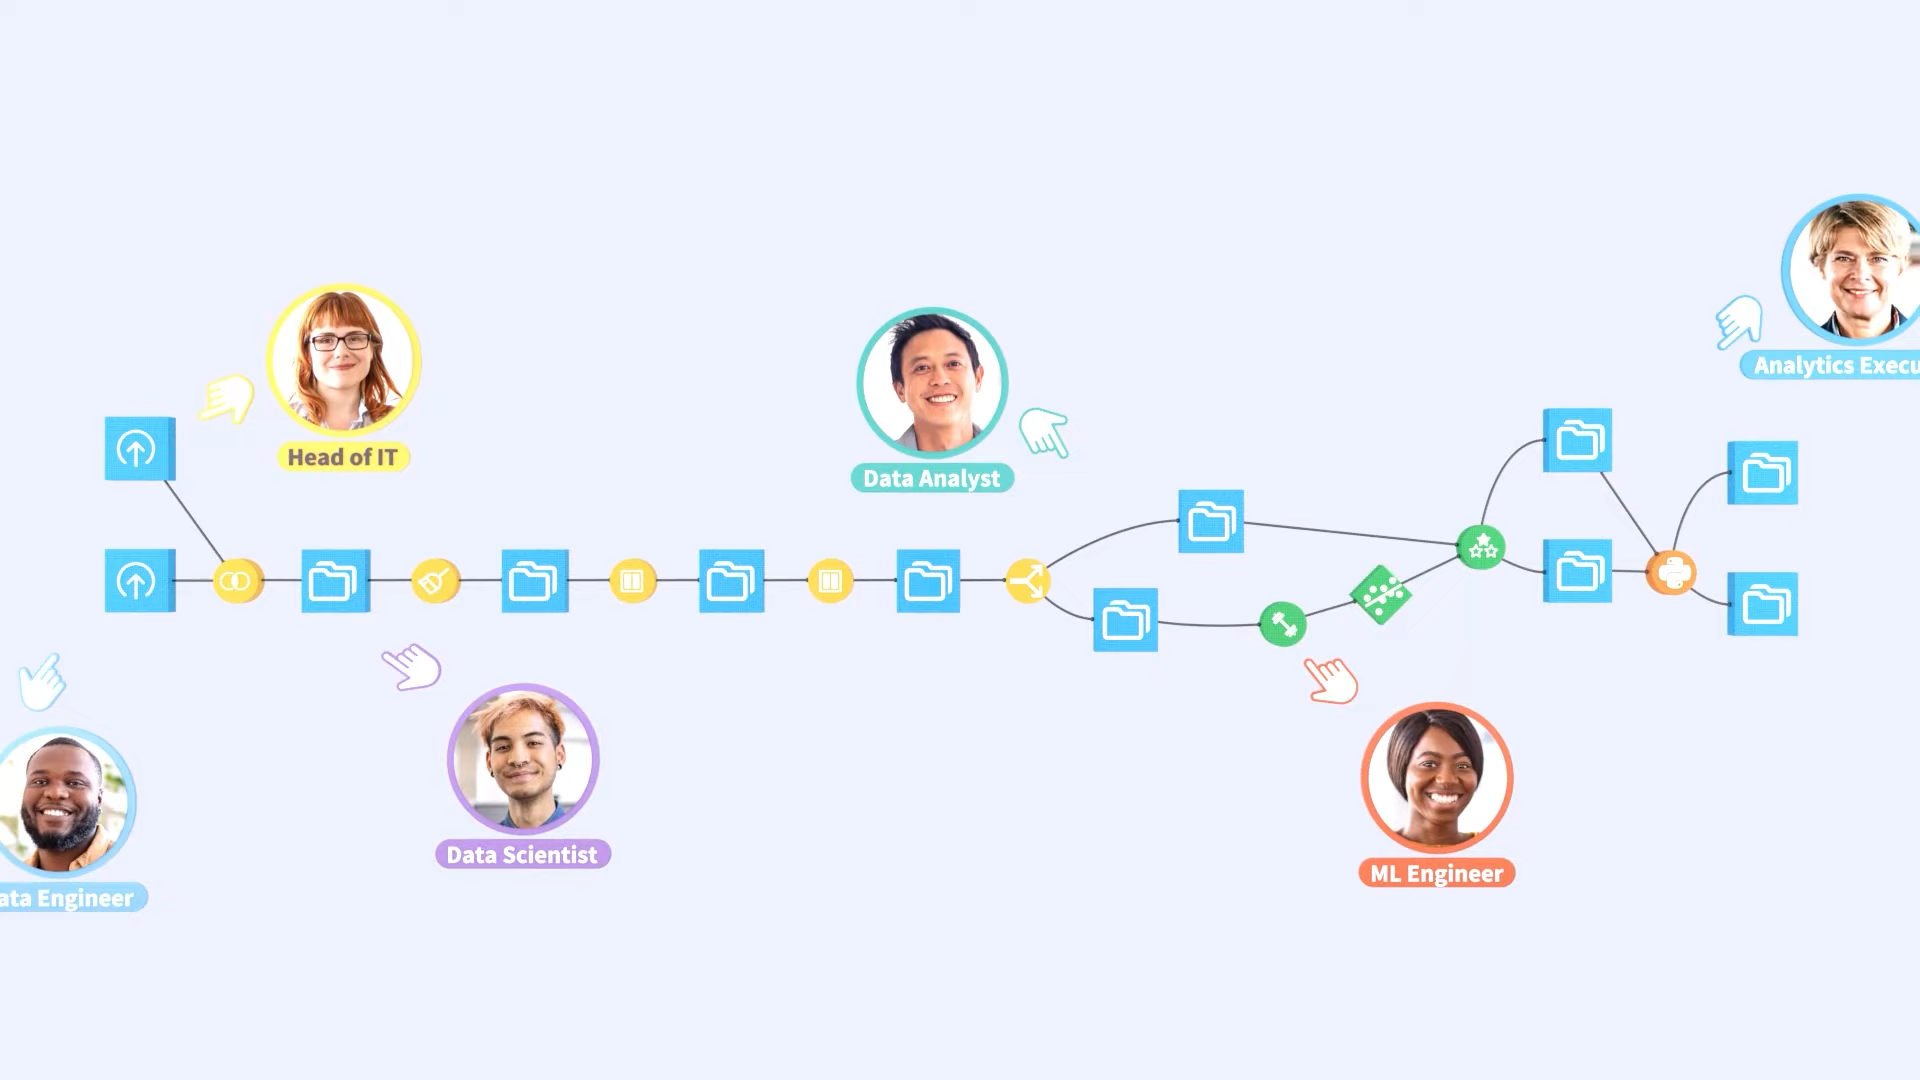 Analytics Execu
Head of IT
Data Analyst
Data Scientist
ML Engineer
ata Engineer